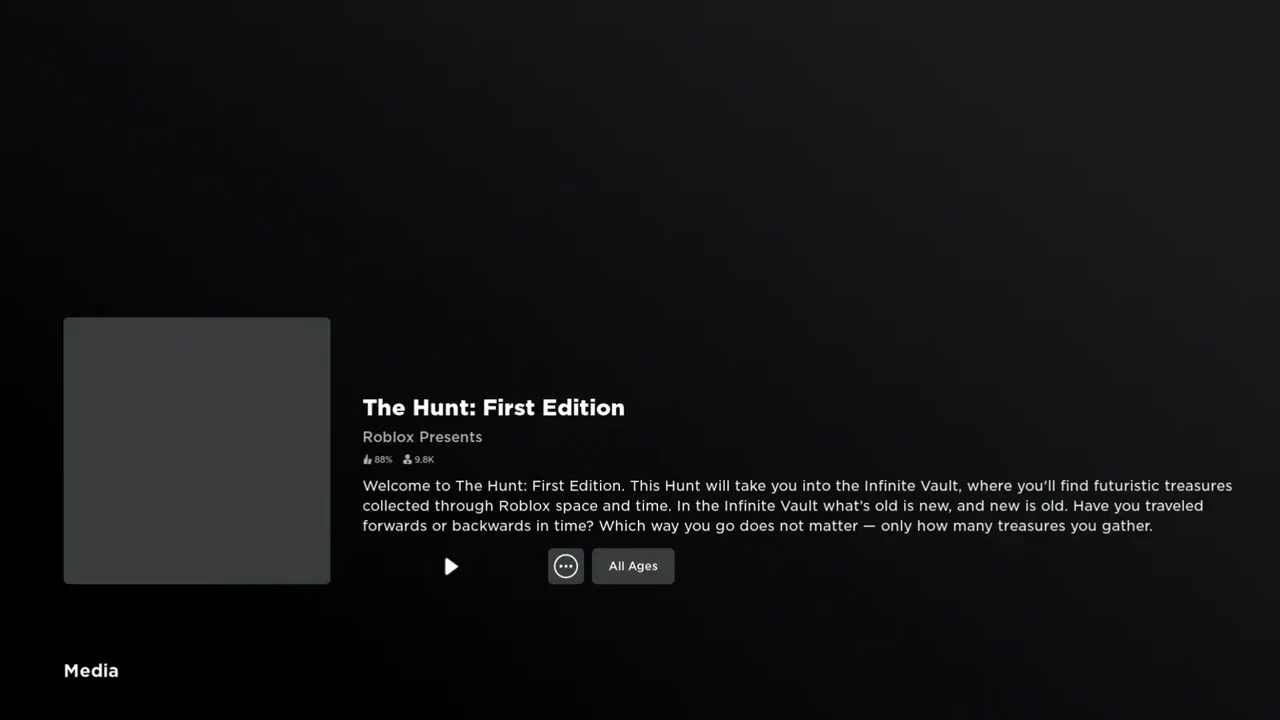 The Hunt: First Edition
Roblox Presents
88% 9.8K
Welcome to The Hunt: First Edition. This Hunt will take you into the Infinite Vault, where you'll find futuristic treasures
collected through Roblox space and time. In the Infinite Vault what's old is new, and new is old. Have you traveled
forwards or backwards in time? Which way you go does not matter — only how many treasures you gather.
All Ages
Media